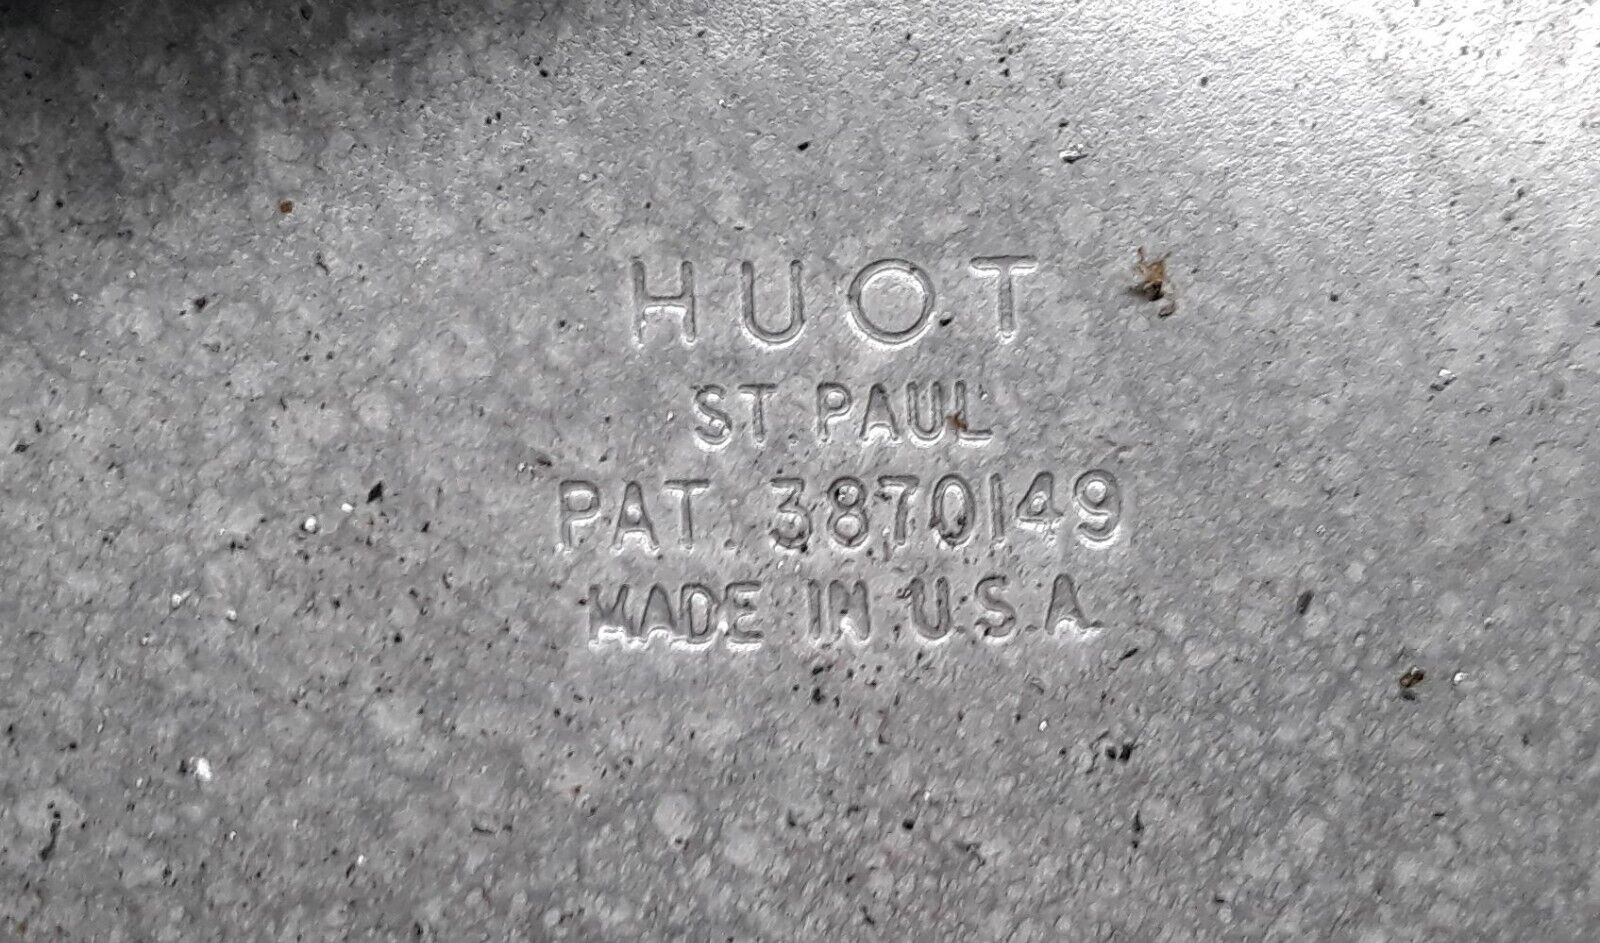 HUOT
ST. PAUL
PAT. 3870149
MADE IN U.S.A.